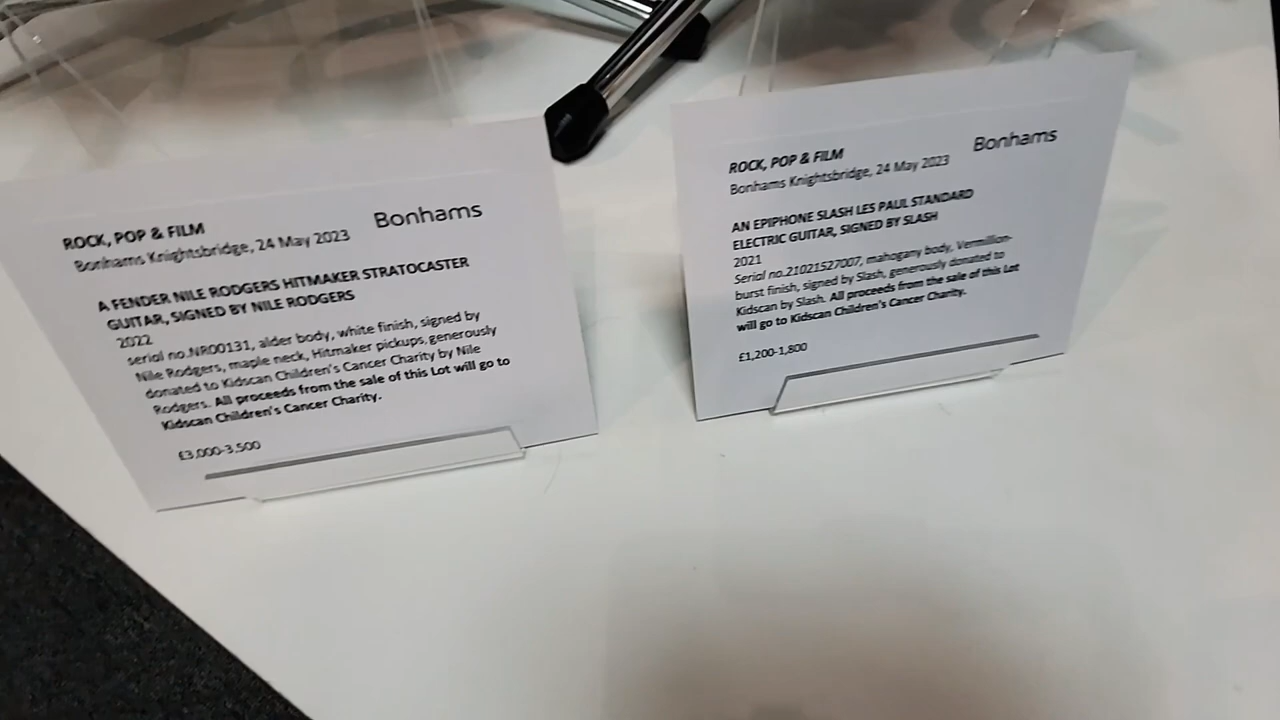 ROCK, POP & FILM
Bonhams Knightsbridge, 24 May 2023
Bonhams
A FENDER NILE RODGERS HITMAKER STRATOCASTER
GUITAR, SIGNED BY NILE RODGERS
2022
serial no.NR00131, alder body, white finish, signed by
Nile Rodgers, maple neck, Hitmaker pickups, generously
donated to Kidscan Children's Cancer Charity by Nile
Rodgers. All proceeds from the sale of this Lot will go to
Kidscan Children's Cancer Charity.
£3,000-3,500
ROCK, POP & FILM
Bonhams Knightsbridge, 24 May 2023
Bonhams
AN EPIPHONE SLASH LES PAUL STANDARD
ELECTRIC GUITAR, SIGNED BY SLASH
2021
Serial no.21021527007, mahogany body, Vermillion-
burst finish, signed by Slash, generously donated to
Kidscan by Slash. All proceeds from the sale of this Lot
will go to Kidscan Children's Cancer Charity.
£1,200-1,800